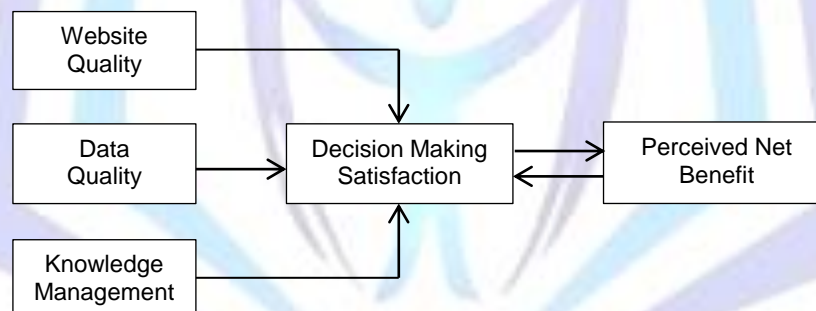 Website
Quality
Data
Quality
Decision Making
Satisfaction
Perceived Net
Benefit
Knowledge
Management